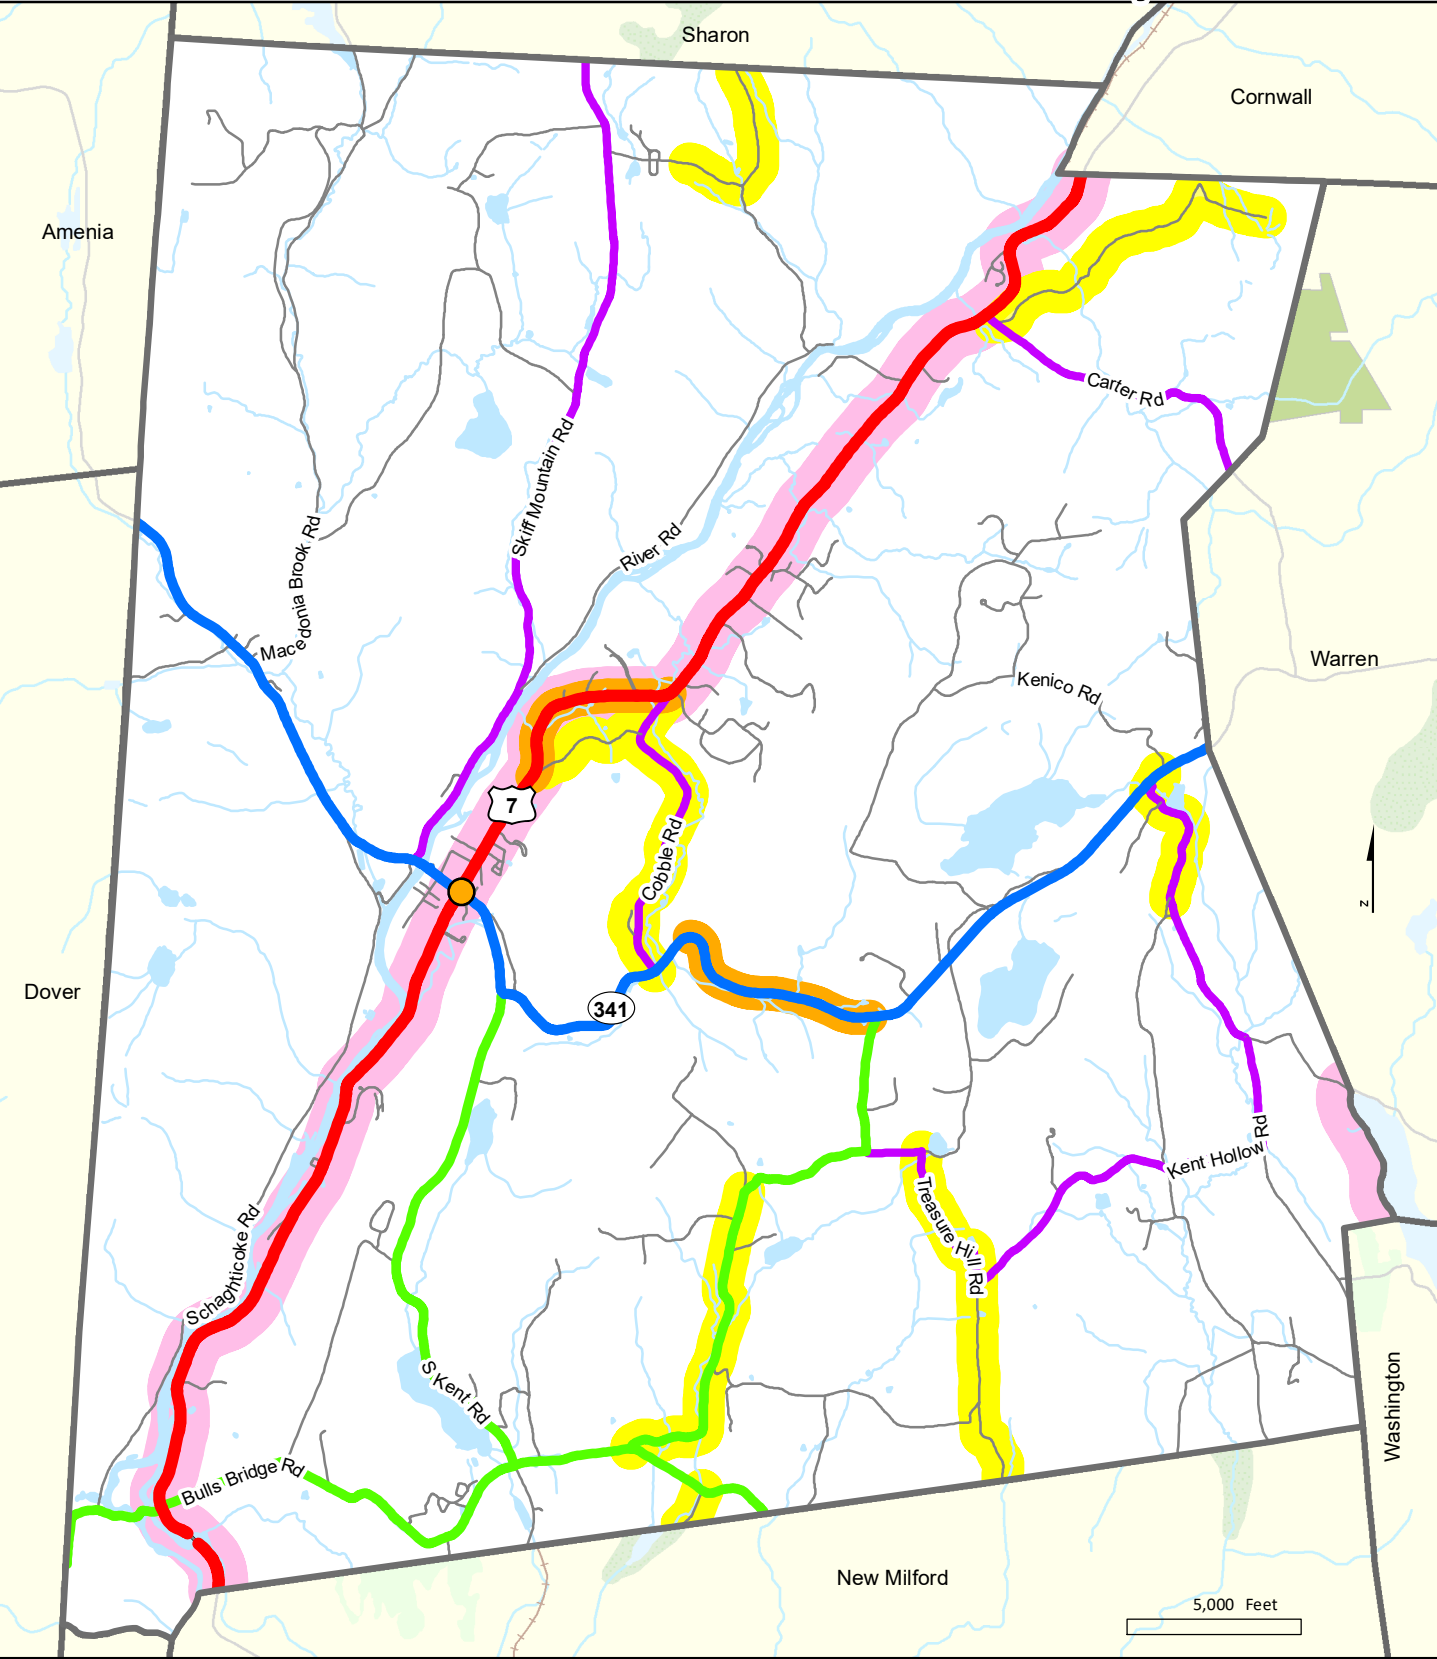 Sharon
Cornwall
Amenia
Carter Rd
Skiff Mountain Rd
River Rd
Macedonia Brook Rd
Warren
Kenico Rd
7
Cobble Rd
z
Dover
341
Kent Hollow Rd
Treasure Hill Rd
Schaghticoke Rd
S Kent Rd
Washington
Bulls Bridge Rd
New Milford
5,000 Feet